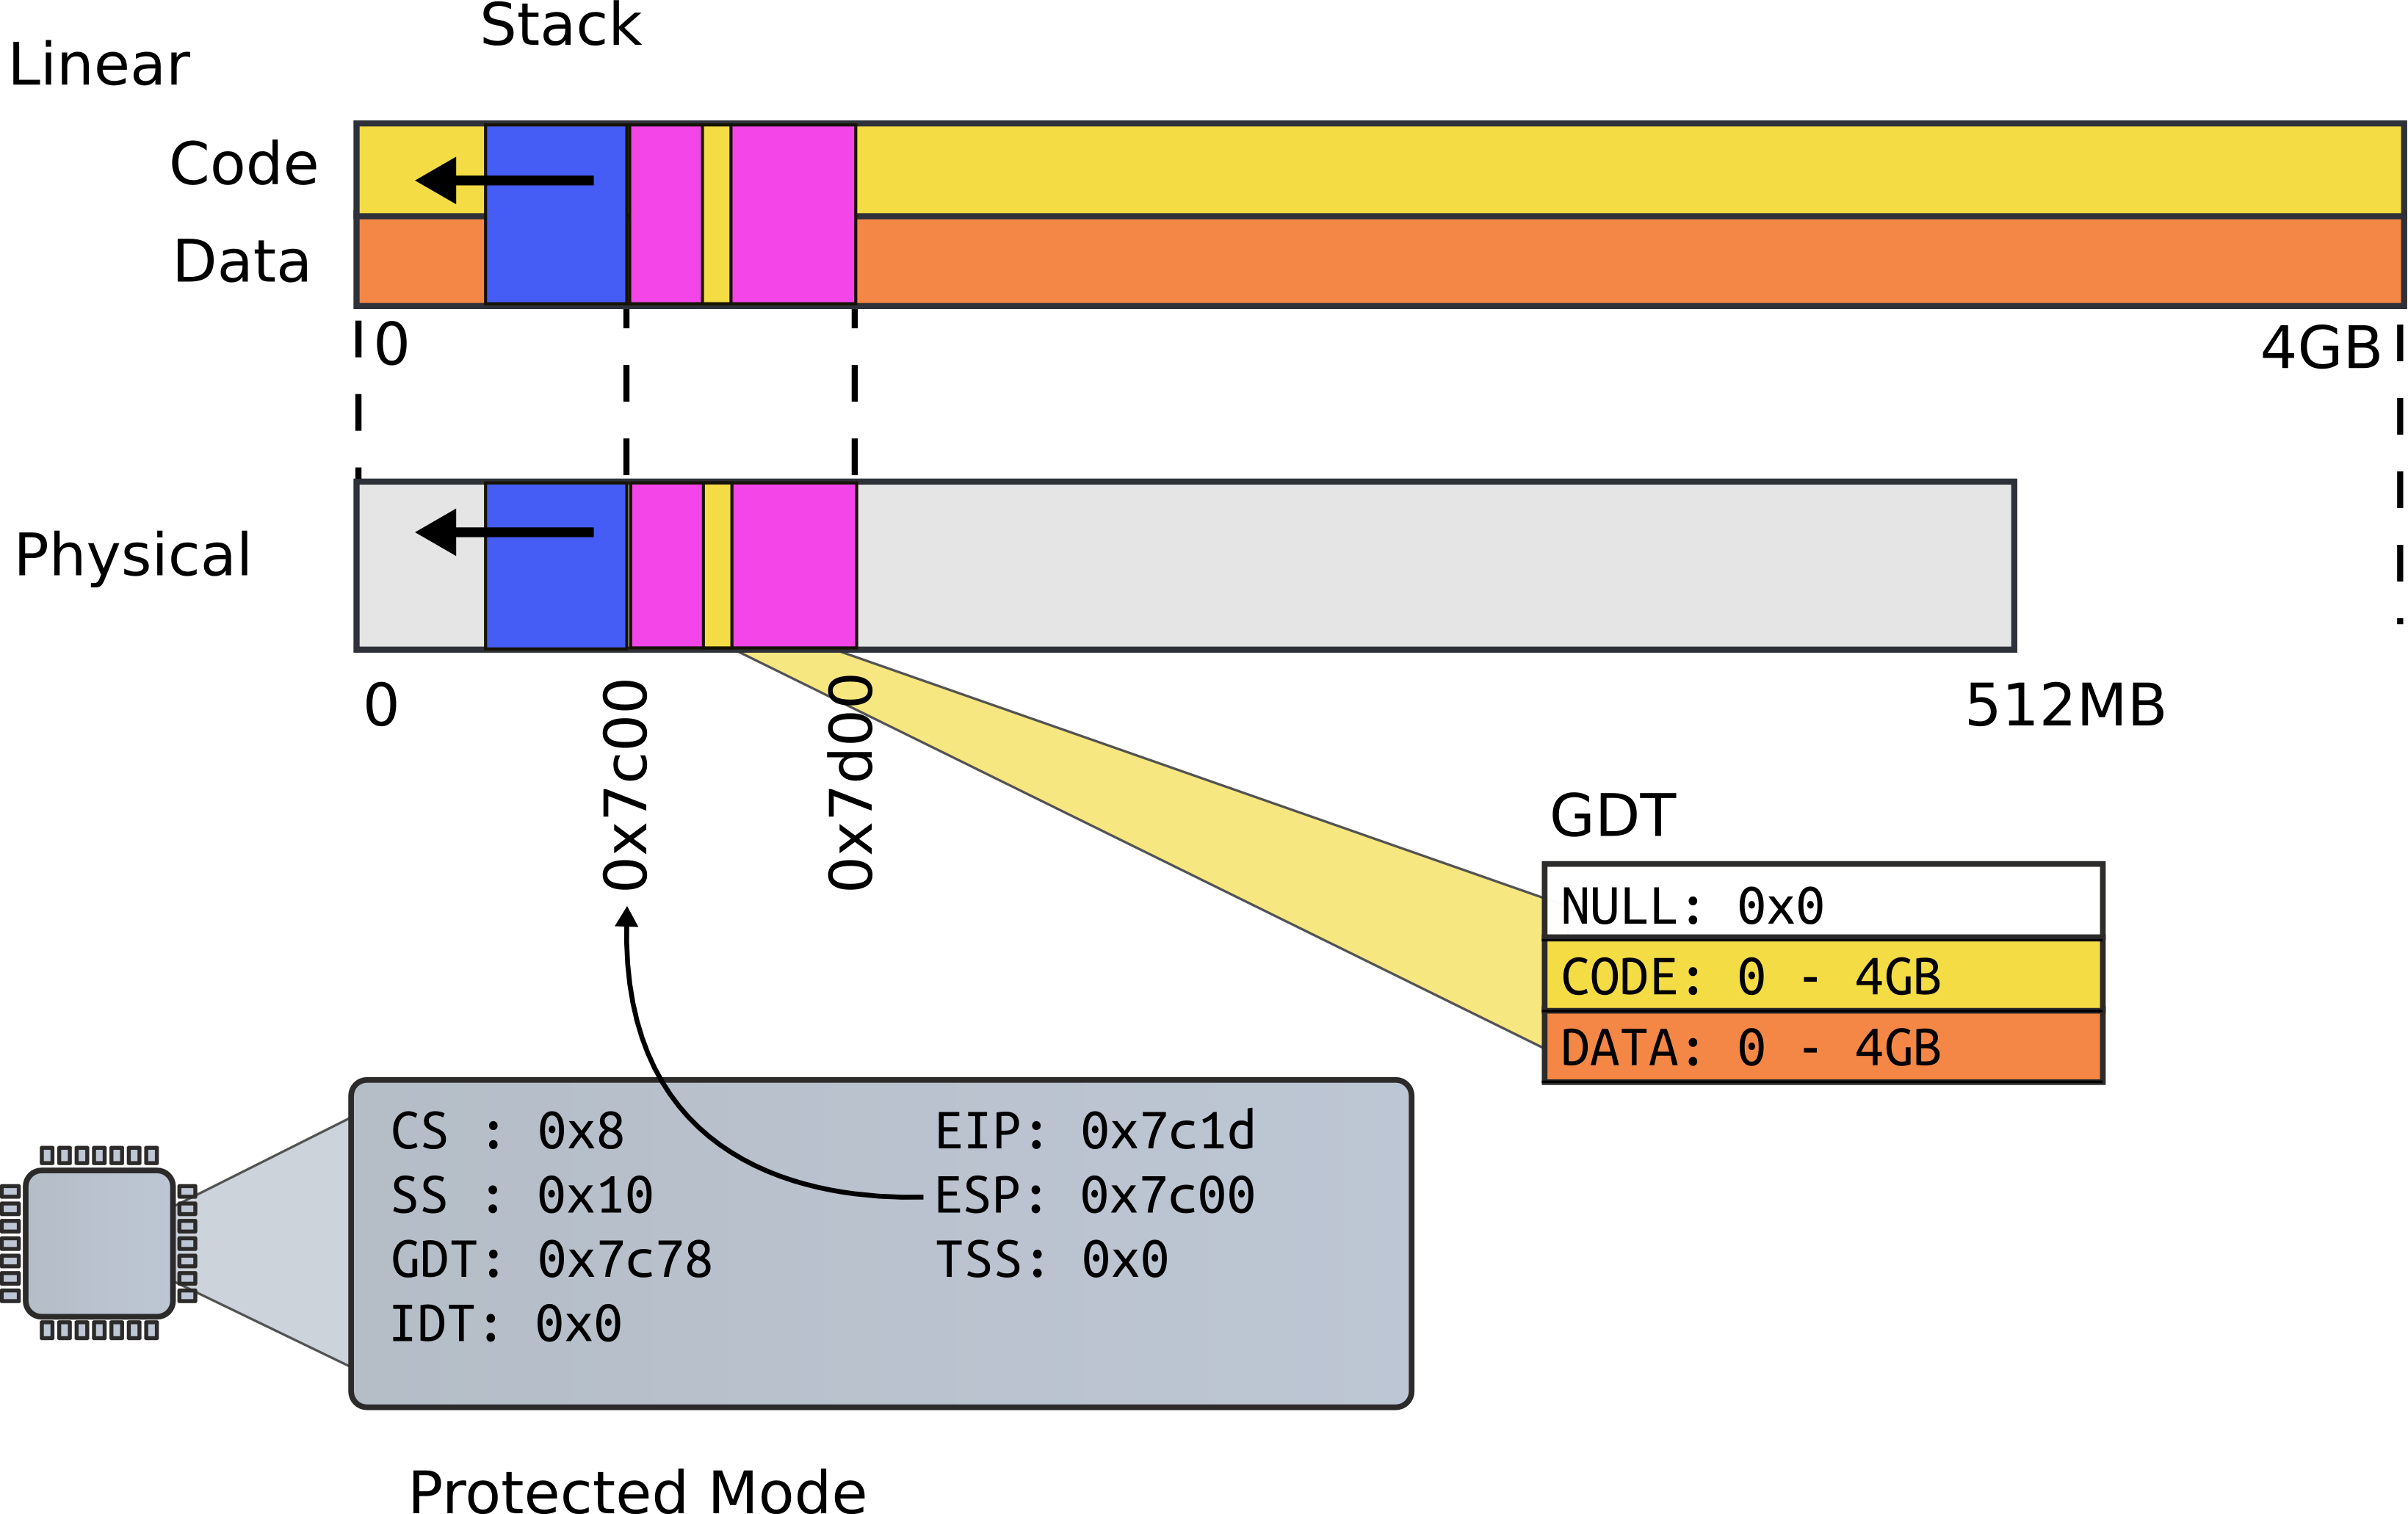 Stack
Linear
Code
Data
0
4GB
Physical
0
0x7c00
0x7d00
512MB
GDT
NULL: 0x0
CODE: 0 - 4GB
DATA: 0 - 4GB
CS : 0x8
EIP: 0x7c1d
SS : 0x10
ESP: 0x7c00
GDT: 0x7c78
TSS: 0x0
IDT: 0x0
Protected Mode